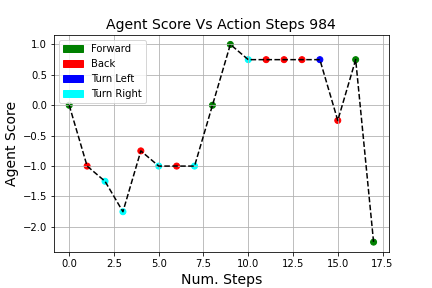 Agent Score Vs Action Steps 984
Forward
Back
Turn Left
Turn Right
1.0
0.5
0.0
−0.5
−1.0
−1.5
−2.0
Agent Score
0.0 2.5 5.0 7.5 10.0 12.5 15.0 17.5
Num. Steps